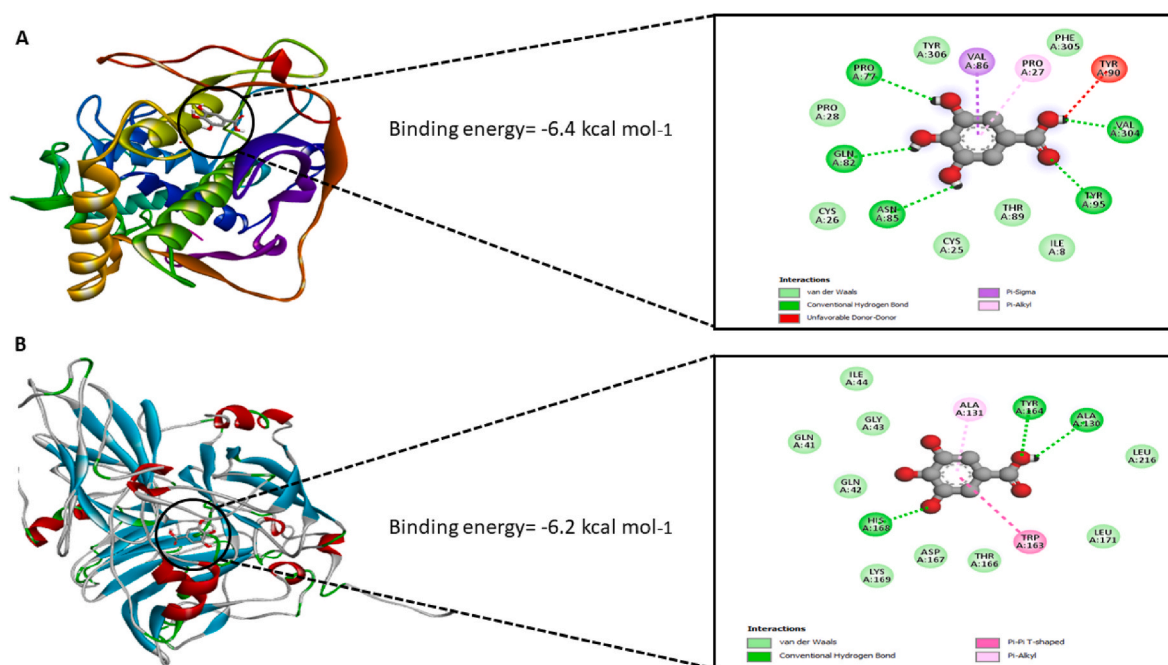 A
Binding energy= -6.4 kcal mol-1
TYR
A:306
PHE
A:305
VAL
A:86
PRO
A:27
TYR
A:90
PRO
A:77
PRO
A:28
VAL
A:304
GLN
A:82
CYS
A:26
ASN
A:85
THR
A:89
TYR
A:95
CYS
A:25
ILE
A:8
Interactions
van der Waals
Conventional Hydrogen Bond
Unfavorable Donor-Donor
Pi-Sigma
Pi-Alkyl
B
Binding energy= -6.2 kcal mol-1
ILE
A:44
ALA
A:131
TYR
A:164
ALA
A:130
GLY
A:43
GLN
A:41
LEU
A:216
GLN
A:42
HIS
A:168
TRP
A:163
LEU
A:171
ASP
A:167
THR
A:166
LYS
A:169
Interactions
van der Waals
Conventional Hydrogen Bond
Pi-Pi T-shaped
Pi-Alkyl